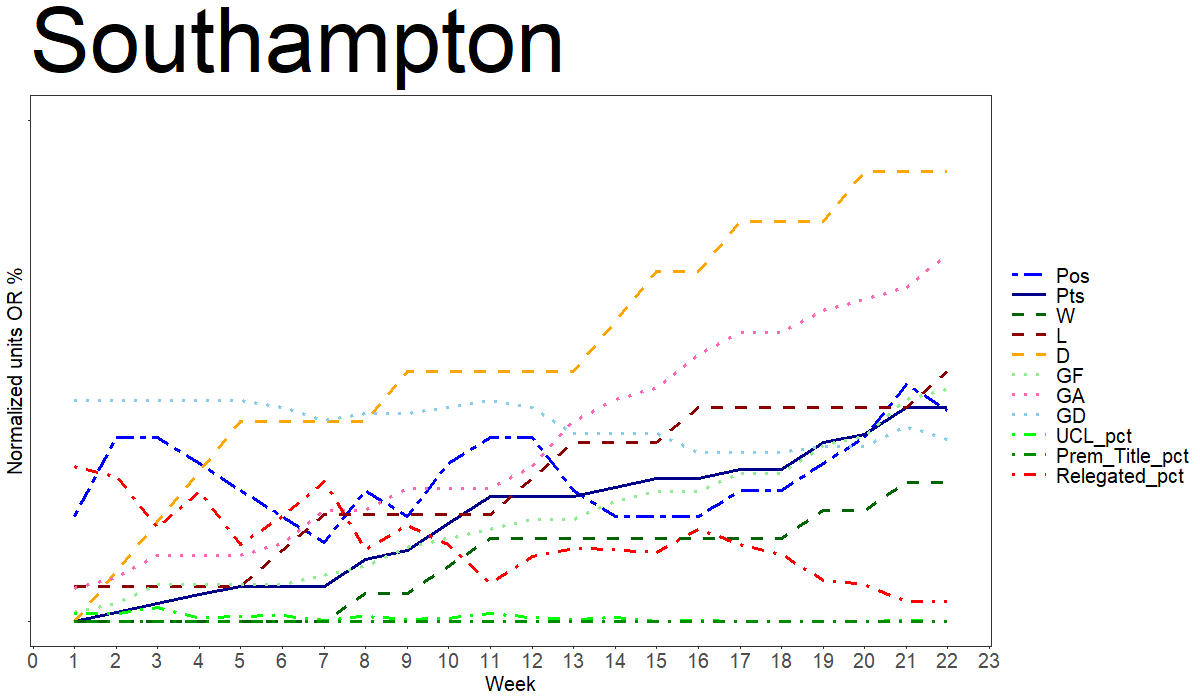 Southampton
Normalized units OR %
Pos
Pts
W
L
D
GF
GA
GD
UCL_pct
Prem_Title_pct
Relegated_pct
0 1 2 3 4 5 6 7 8 9 10 11 12 13 14 15 16 17 18 19 20 21 22 23
Week